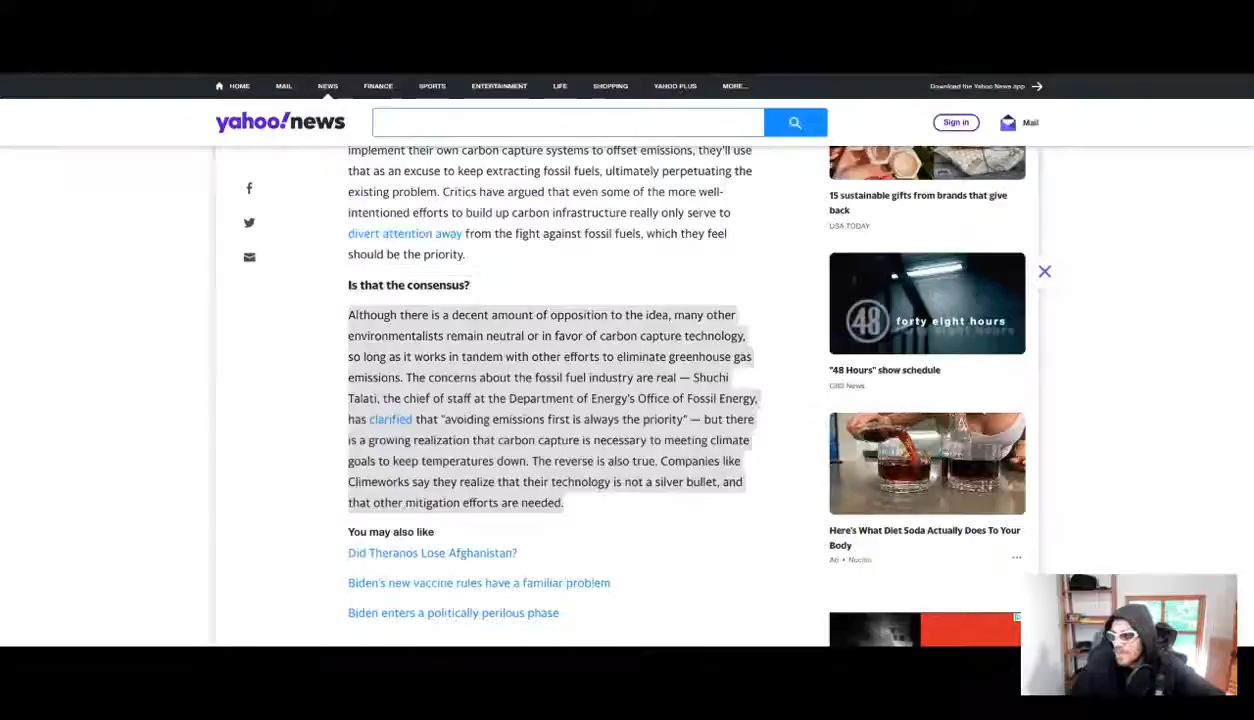 HOME MAIL NEWS FINANCE SPORTS ENTERTAINMENT LIFE SHOPPING YAHOO PLUS MORE... Download the Yahoo News app
yahoo!news Sign in Mail
implement their own carbon capture systems to offset emissions, they'll use
that as an excuse to keep extracting fossil fuels, ultimately perpetuating the
existing problem. Critics have argued that even some of the more well-
intentioned efforts to build up carbon infrastructure really only serve to
divert attention away from the fight against fossil fuels, which they feel
should be the priority.
Is that the consensus?
Although there is a decent amount of opposition to the idea, many other
environmentalists remain neutral or in favor of carbon capture technology,
so long as it works in tandem with other efforts to eliminate greenhouse gas
emissions. The concerns about the fossil fuel industry are real — Shuchi
Talati, the chief of staff at the Department of Energy's Office of Fossil Energy,
has clarified that "avoiding emissions first is always the priority" — but there
is a growing realization that carbon capture is necessary to meeting climate
goals to keep temperatures down. The reverse is also true. Companies like
Climeworks say they realize that their technology is not a silver bullet, and
that other mitigation efforts are needed.
You may also like
Did Theranos Lose Afghanistan?
Biden's new vaccine rules have a familiar problem
Biden enters a politically perilous phase
15 sustainable gifts from brands that give
back
USA TODAY
48 forty eight hours
"48 Hours" show schedule
CBS News
Here's What Diet Soda Actually Does To Your
Body
Ad • Nucific